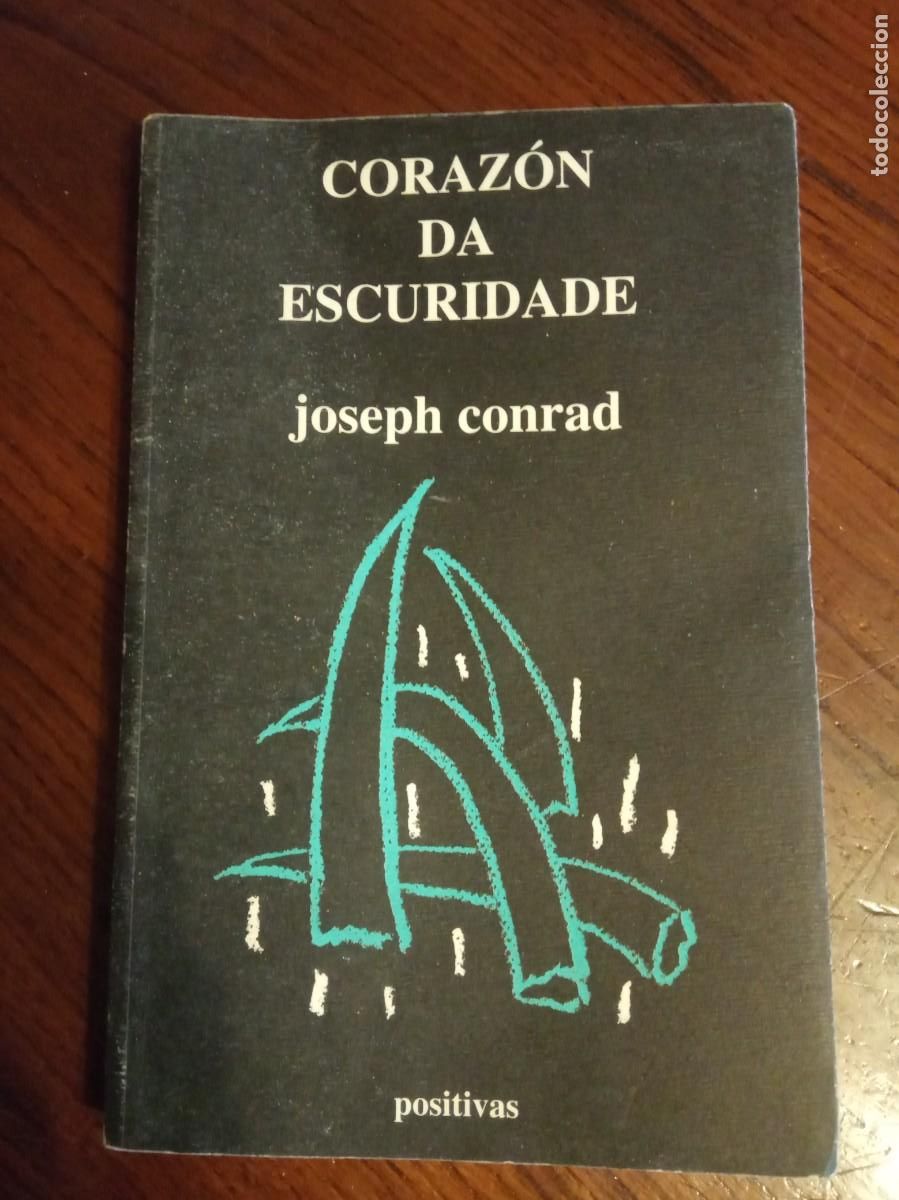 CORAZÓN
DA
ESCURIDADE
joseph conrad
positivas
todocoleccion